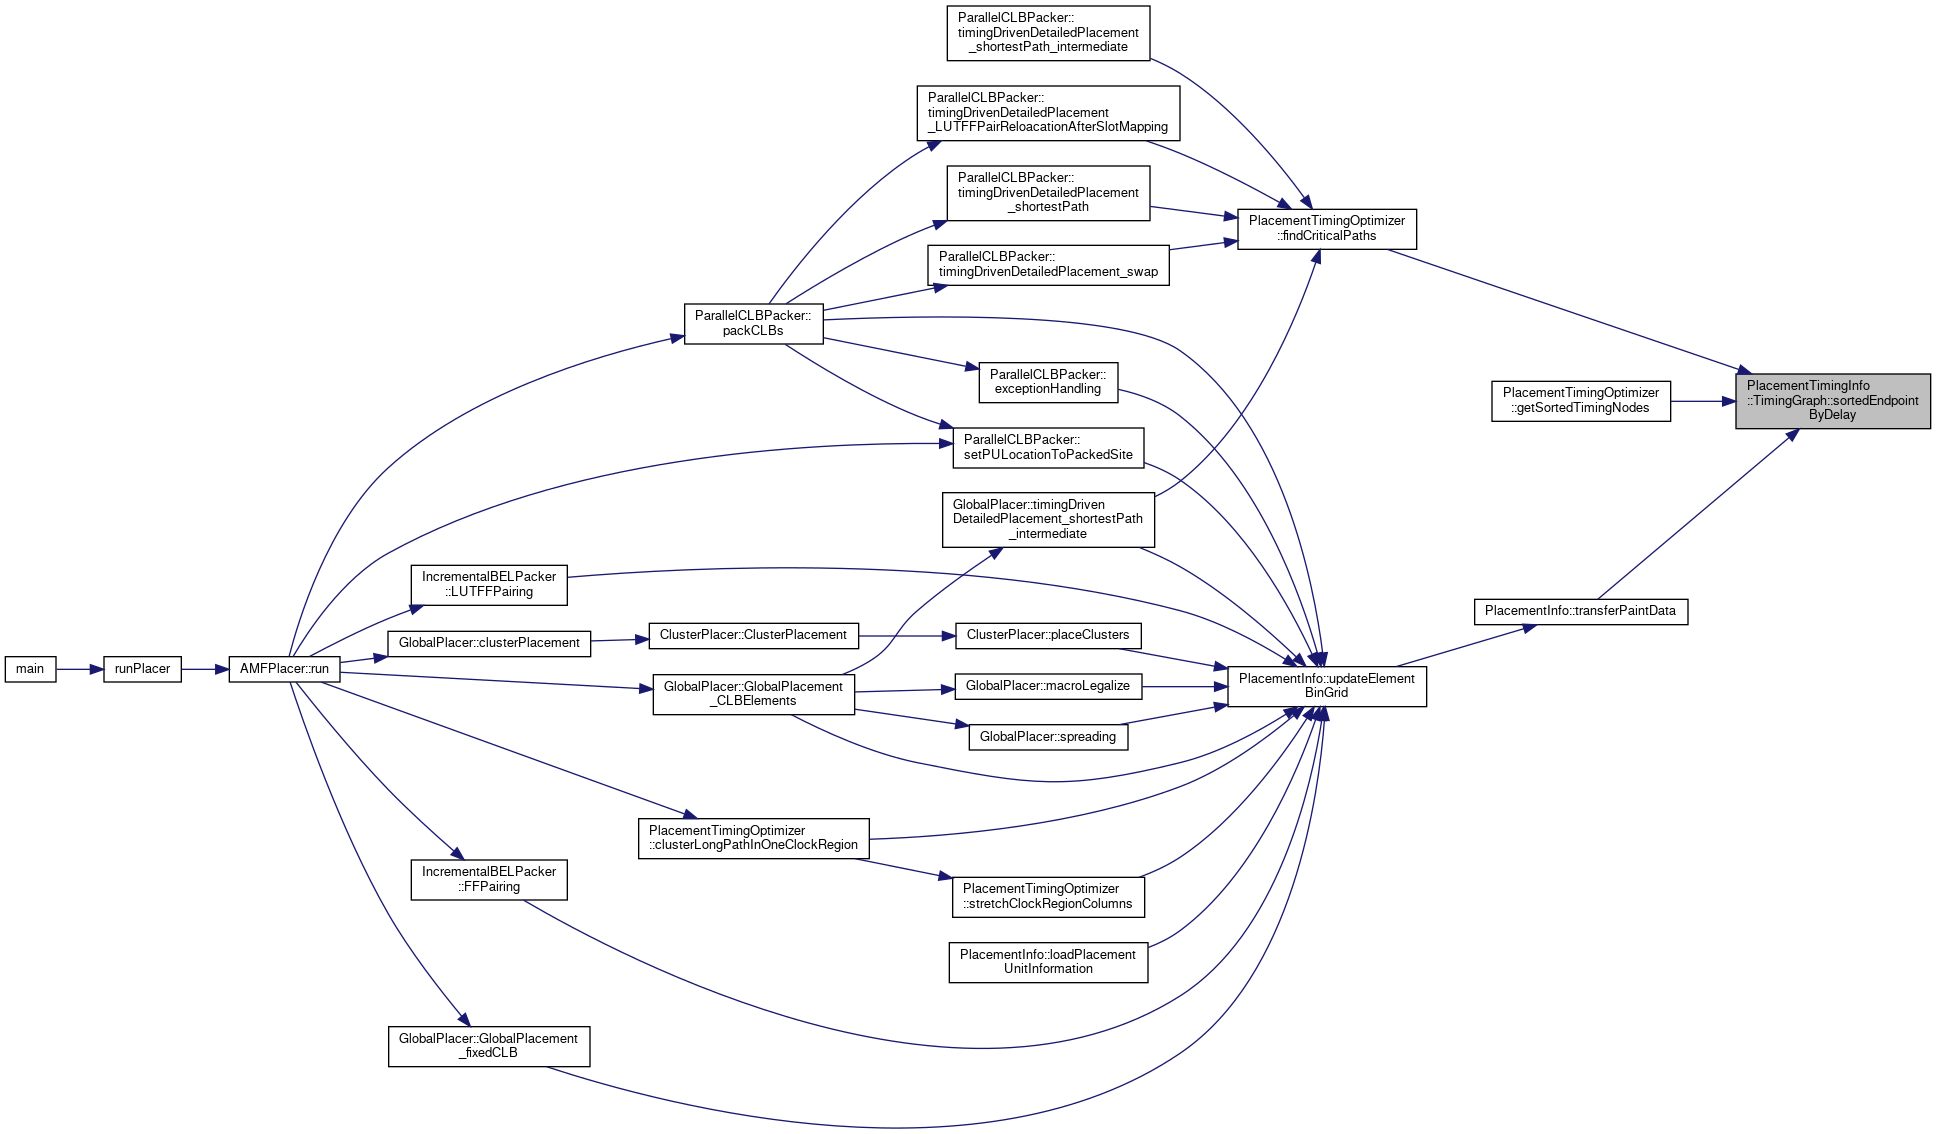 ParallelCLBPacker::
timingDrivenDetailedPlacement
_shortestPath_intermediate
ParallelCLBPacker::
timingDrivenDetailedPlacement
_LUTFFPairReloacationAfterSlotMapping
ParallelCLBPacker::
timingDrivenDetailedPlacement
_shortestPath
PlacementTimingOptimizer
::findCriticalPaths
ParallelCLBPacker::
timingDrivenDetailedPlacement_swap
ParallelCLBPacker::
packCLBs
ParallelCLBPacker::
exceptionHandling
PlacementTimingOptimizer
::getSortedTimingNodes
PlacementTimingInfo
::TimingGraph::sortedEndpoint
ByDelay
ParallelCLBPacker::
setPULocationToPackedSite
GlobalPlacer::timingDriven
DetailedPlacement_shortestPath
_intermediate
IncrementalBELPacker
::LUTFFPairing
PlacementInfo::transferPaintData
GlobalPlacer::clusterPlacement
ClusterPlacer::ClusterPlacement
ClusterPlacer::placeClusters
main
runPlacer
AMFPlacer::run
GlobalPlacer::GlobalPlacement
_CLBElements
GlobalPlacer::macroLegalize
PlacementInfo::updateElement
BinGrid
GlobalPlacer::spreading
PlacementTimingOptimizer
::clusterLongPathInOneClockRegion
IncrementalBELPacker
::FFPairing
PlacementTimingOptimizer
::stretchClockRegionColumns
PlacementInfo::loadPlacement
UnitInformation
GlobalPlacer::GlobalPlacement
_fixedCLB